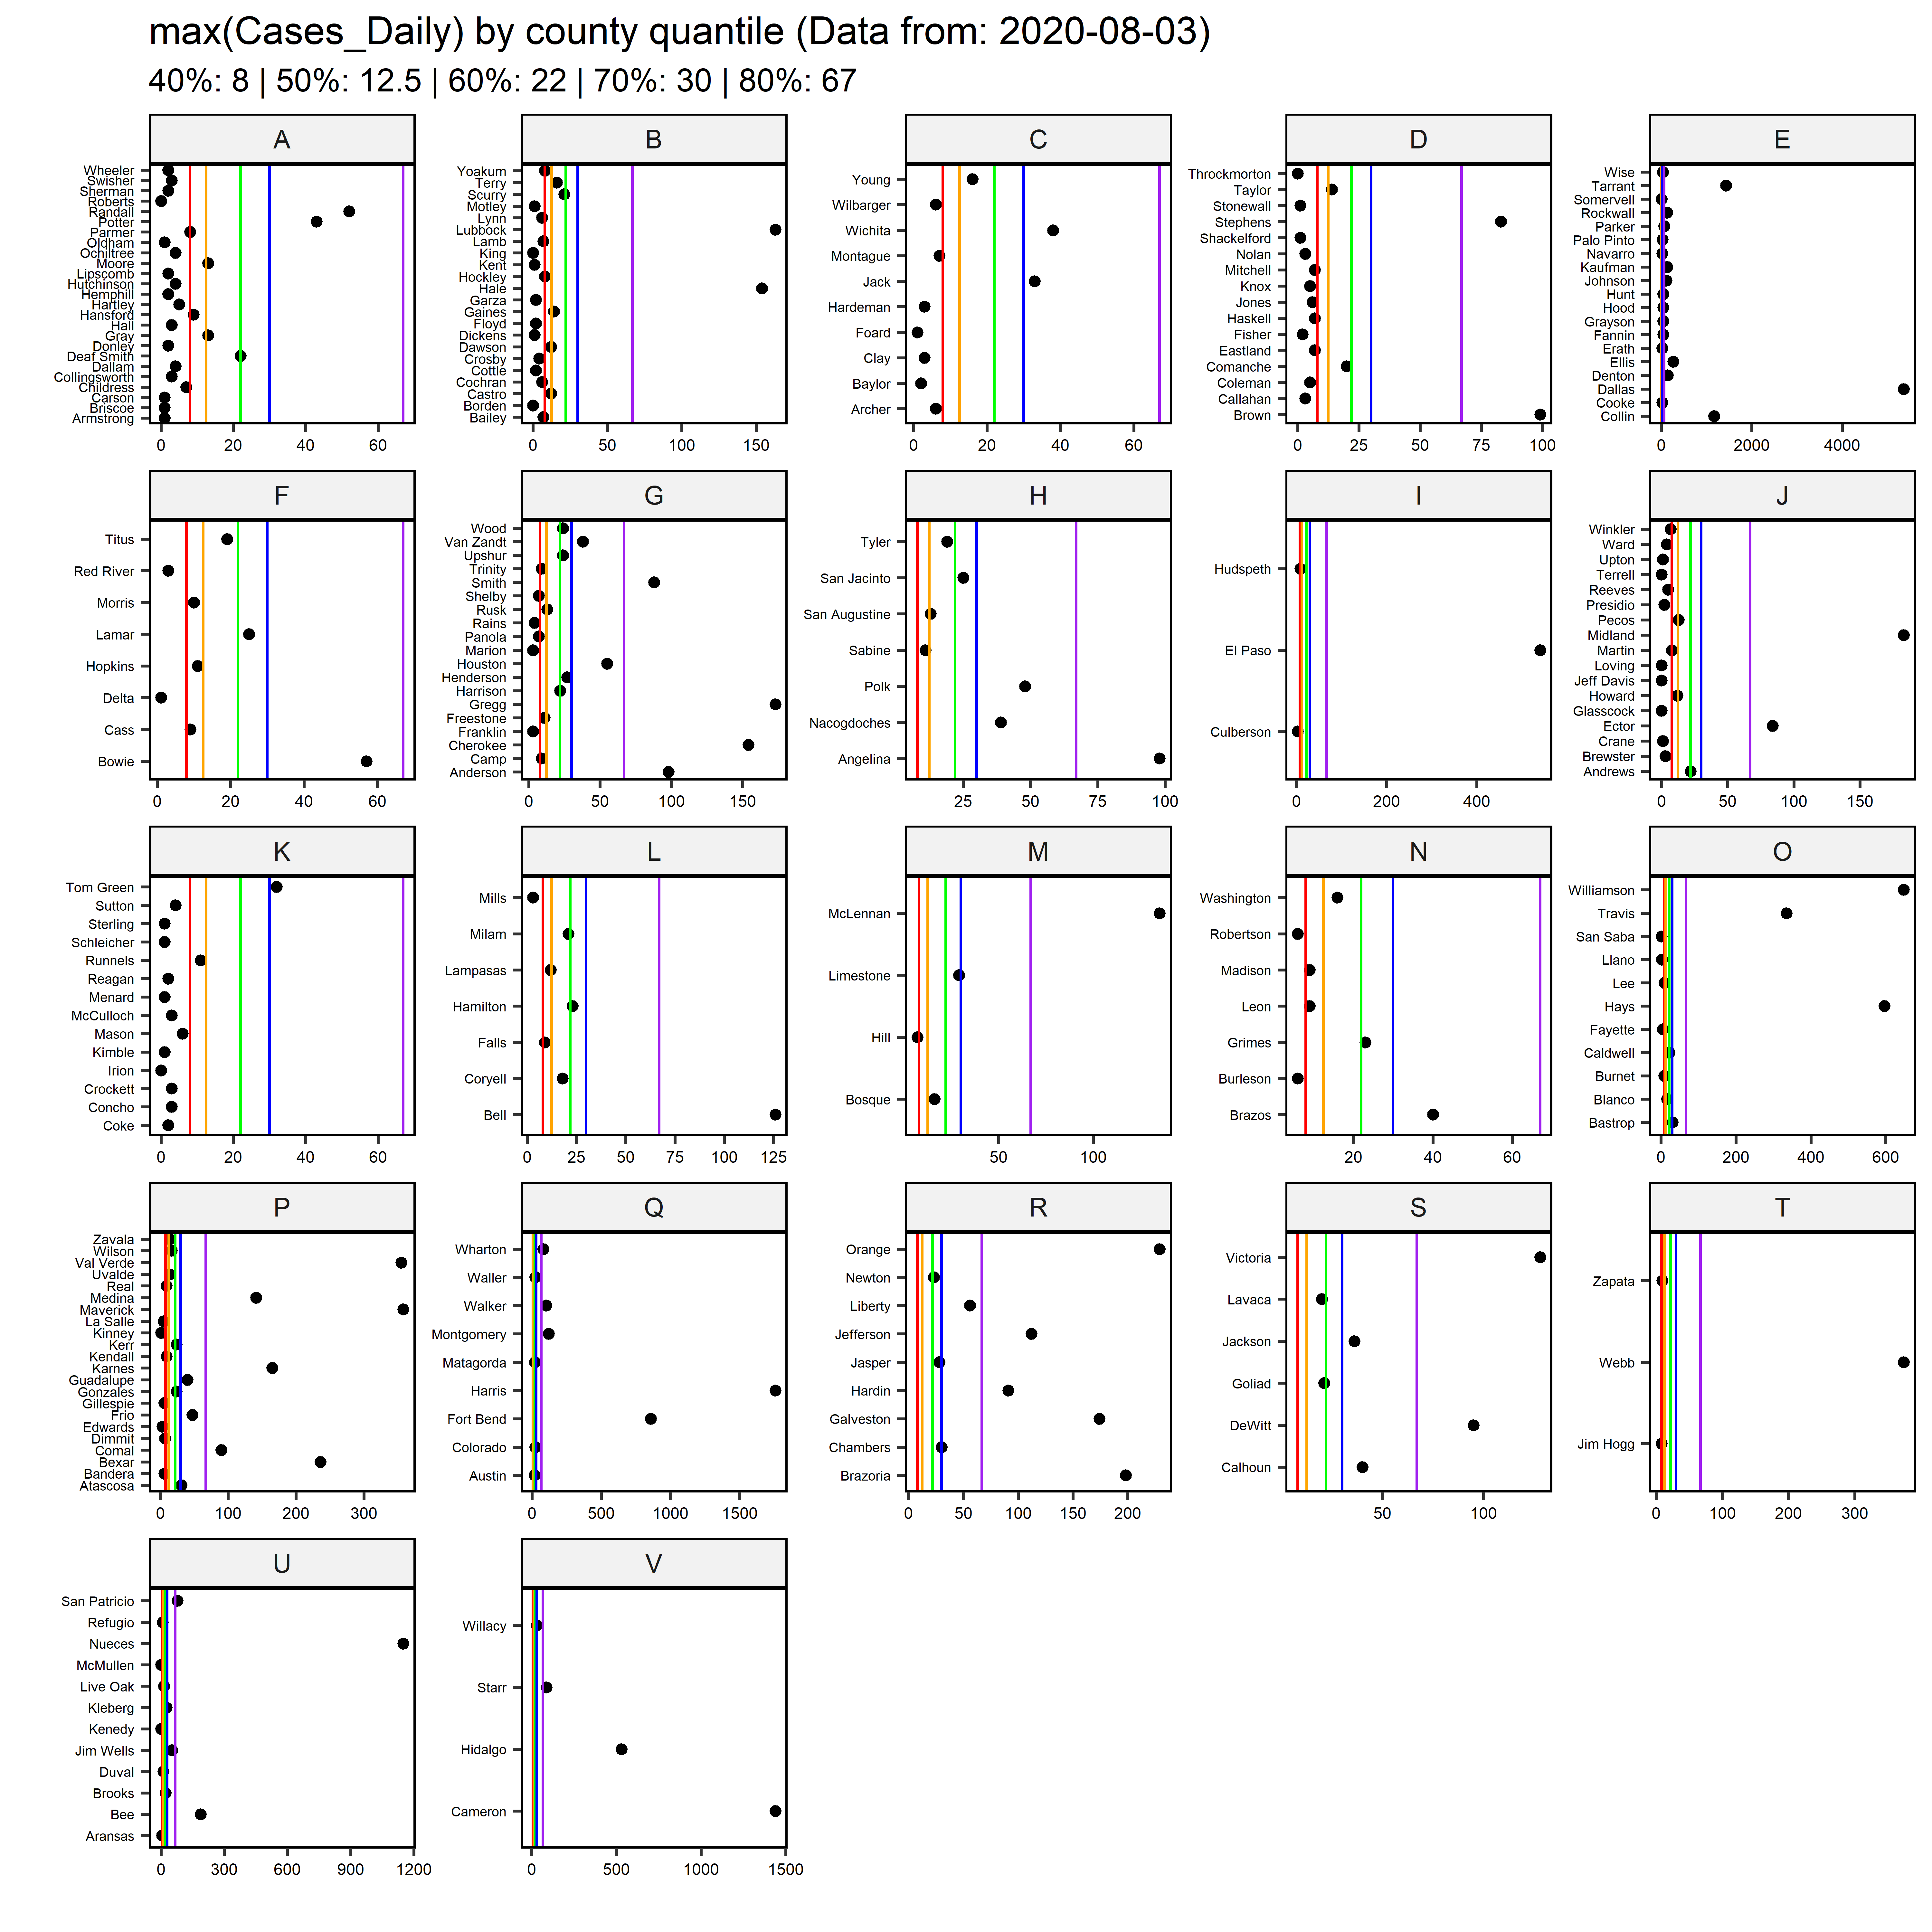 max(Cases_Daily) by county quantile (Data from: 2020-08-03)
40%: 8 | 50%: 12.5 | 60%: 22 | 70%: 30 | 80%: 67
A
Wheeler
Swisher
Sherman
Roberts
Randall
Potter
Parmer
Oldham
Ochiltree
Moore
Lipscomb
Hutchinson
Hemphill
Hartley
Hansford
Hall
Gray
Donley
Deaf Smith
Dallam
Collingsworth
Childress
Carson
Briscoe
Armstrong
0 20 40 60
B
Yoakum
Terry
Scurry
Motley
Lynn
Lubbock
Lamb
King
Kent
Hockley
Hale
Garza
Gaines
Floyd
Dickens
Dawson
Crosby
Cottle
Cochran
Castro
Borden
Bailey
0 50 100 150
C
Young
Wilbarger
Wichita
Montague
Jack
Hardeman
Foard
Clay
Baylor
Archer
0 20 40 60
D
Throckmorton
Taylor
Stonewall
Stephens
Shackelford
Nolan
Mitchell
Knox
Jones
Haskell
Fisher
Eastland
Comanche
Coleman
Callahan
Brown
0 25 50 75 100
E
Wise
Tarrant
Somervell
Rockwall
Parker
Palo Pinto
Navarro
Kaufman
Johnson
Hunt
Hood
Grayson
Fannin
Erath
Ellis
Denton
Dallas
Cooke
Collin
0 2000 4000
F
Titus
Red River
Morris
Lamar
Hopkins
Delta
Cass
Bowie
0 20 40 60
G
Wood
Van Zandt
Upshur
Trinity
Smith
Shelby
Rusk
Rains
Panola
Marion
Houston
Henderson
Harrison
Gregg
Freestone
Franklin
Cherokee
Camp
Anderson
0 50 100 150
H
Tyler
San Jacinto
San Augustine
Sabine
Polk
Nacogdoches
Angelina
25 50 75 100
I
Hudspeth
El Paso
Culberson
0 200 400
J
Winkler
Ward
Upton
Terrell
Reeves
Presidio
Pecos
Midland
Martin
Loving
Jeff Davis
Howard
Glasscock
Ector
Crane
Brewster
Andrews
0 50 100 150
K
Tom Green
Sutton
Sterling
Schleicher
Runnels
Reagan
Menard
McCulloch
Mason
Kimble
Irion
Crockett
Concho
Coke
0 20 40 60
L
Mills
Milam
Lampasas
Hamilton
Falls
Coryell
Bell
0 25 50 75 100 125
M
McLennan
Limestone
Hill
Bosque
50 100
N
Washington
Robertson
Madison
Leon
Grimes
Burleson
Brazos
20 40 60
O
Williamson
Travis
San Saba
Llano
Lee
Hays
Fayette
Caldwell
Burnet
Blanco
Bastrop
0 200 400 600
P
Zavala
Wilson
Val Verde
Uvalde
Real
Medina
Maverick
La Salle
Kinney
Kerr
Kendall
Karnes
Guadalupe
Gonzales
Gillespie
Frio
Edwards
Dimmit
Comal
Bexar
Bandera
Atascosa
0 100 200 300
Q
Wharton
Waller
Walker
Montgomery
Matagorda
Harris
Fort Bend
Colorado
Austin
0 500 1000 1500
R
Orange
Newton
Liberty
Jefferson
Jasper
Hardin
Galveston
Chambers
Brazoria
0 50 100 150 200
S
Victoria
Lavaca
Jackson
Goliad
DeWitt
Calhoun
50 100
T
Zapata
Webb
Jim Hogg
0 100 200 300
U
San Patricio
Refugio
Nueces
McMullen
Live Oak
Kleberg
Kenedy
Jim Wells
Duval
Brooks
Bee
Aransas
0 300 600 900 1200
V
Willacy
Starr
Hidalgo
Cameron
0 500 1000 1500